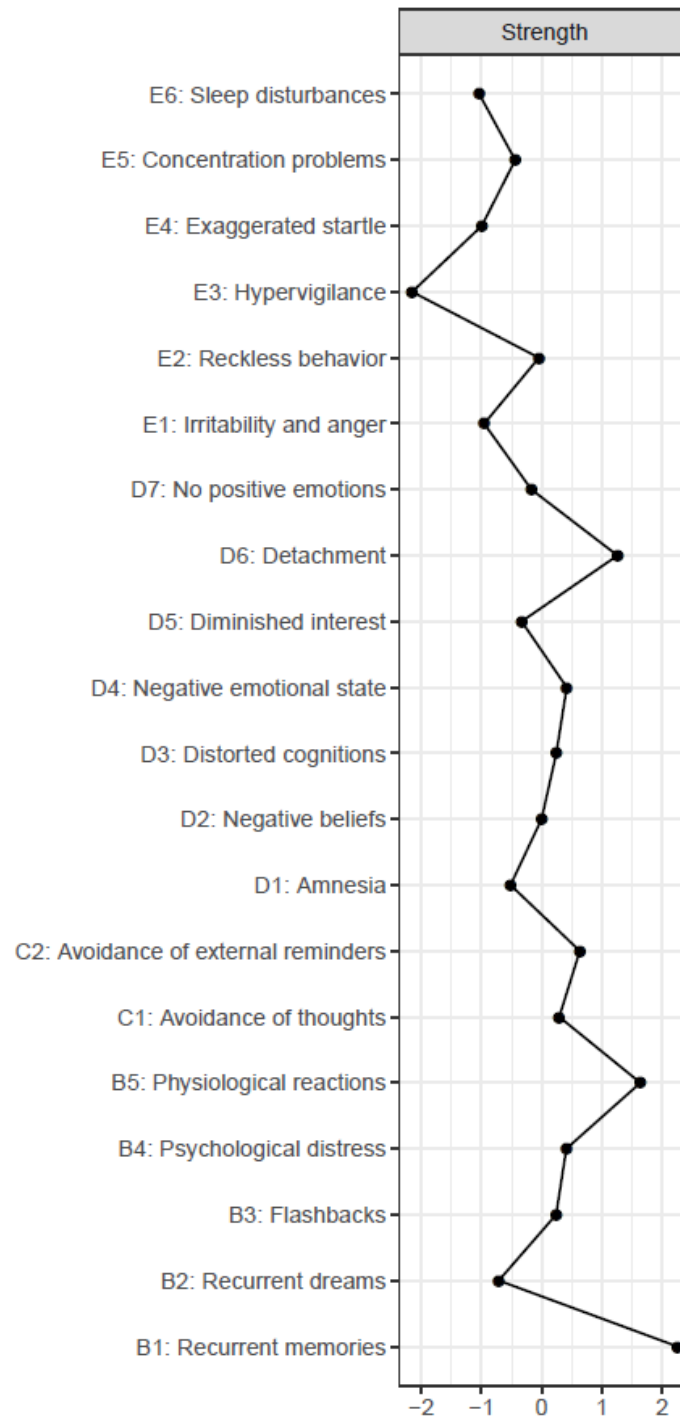 Strength
E6: Sleep disturbances
E5: Concentration problems
E4: Exaggerated startle
E3: Hypervigilance
E2: Reckless behavior
E1: Irritability and anger
D7: No positive emotions
D6: Detachment
D5: Diminished interest
D4: Negative emotional state
D3: Distorted cognitions
D2: Negative beliefs
D1: Amnesia
C2: Avoidance of external reminders
C1: Avoidance of thoughts
B5: Physiological reactions
B4: Psychological distress
B3: Flashbacks
B2: Recurrent dreams
B1: Recurrent memories
−2 −1 0 1 2